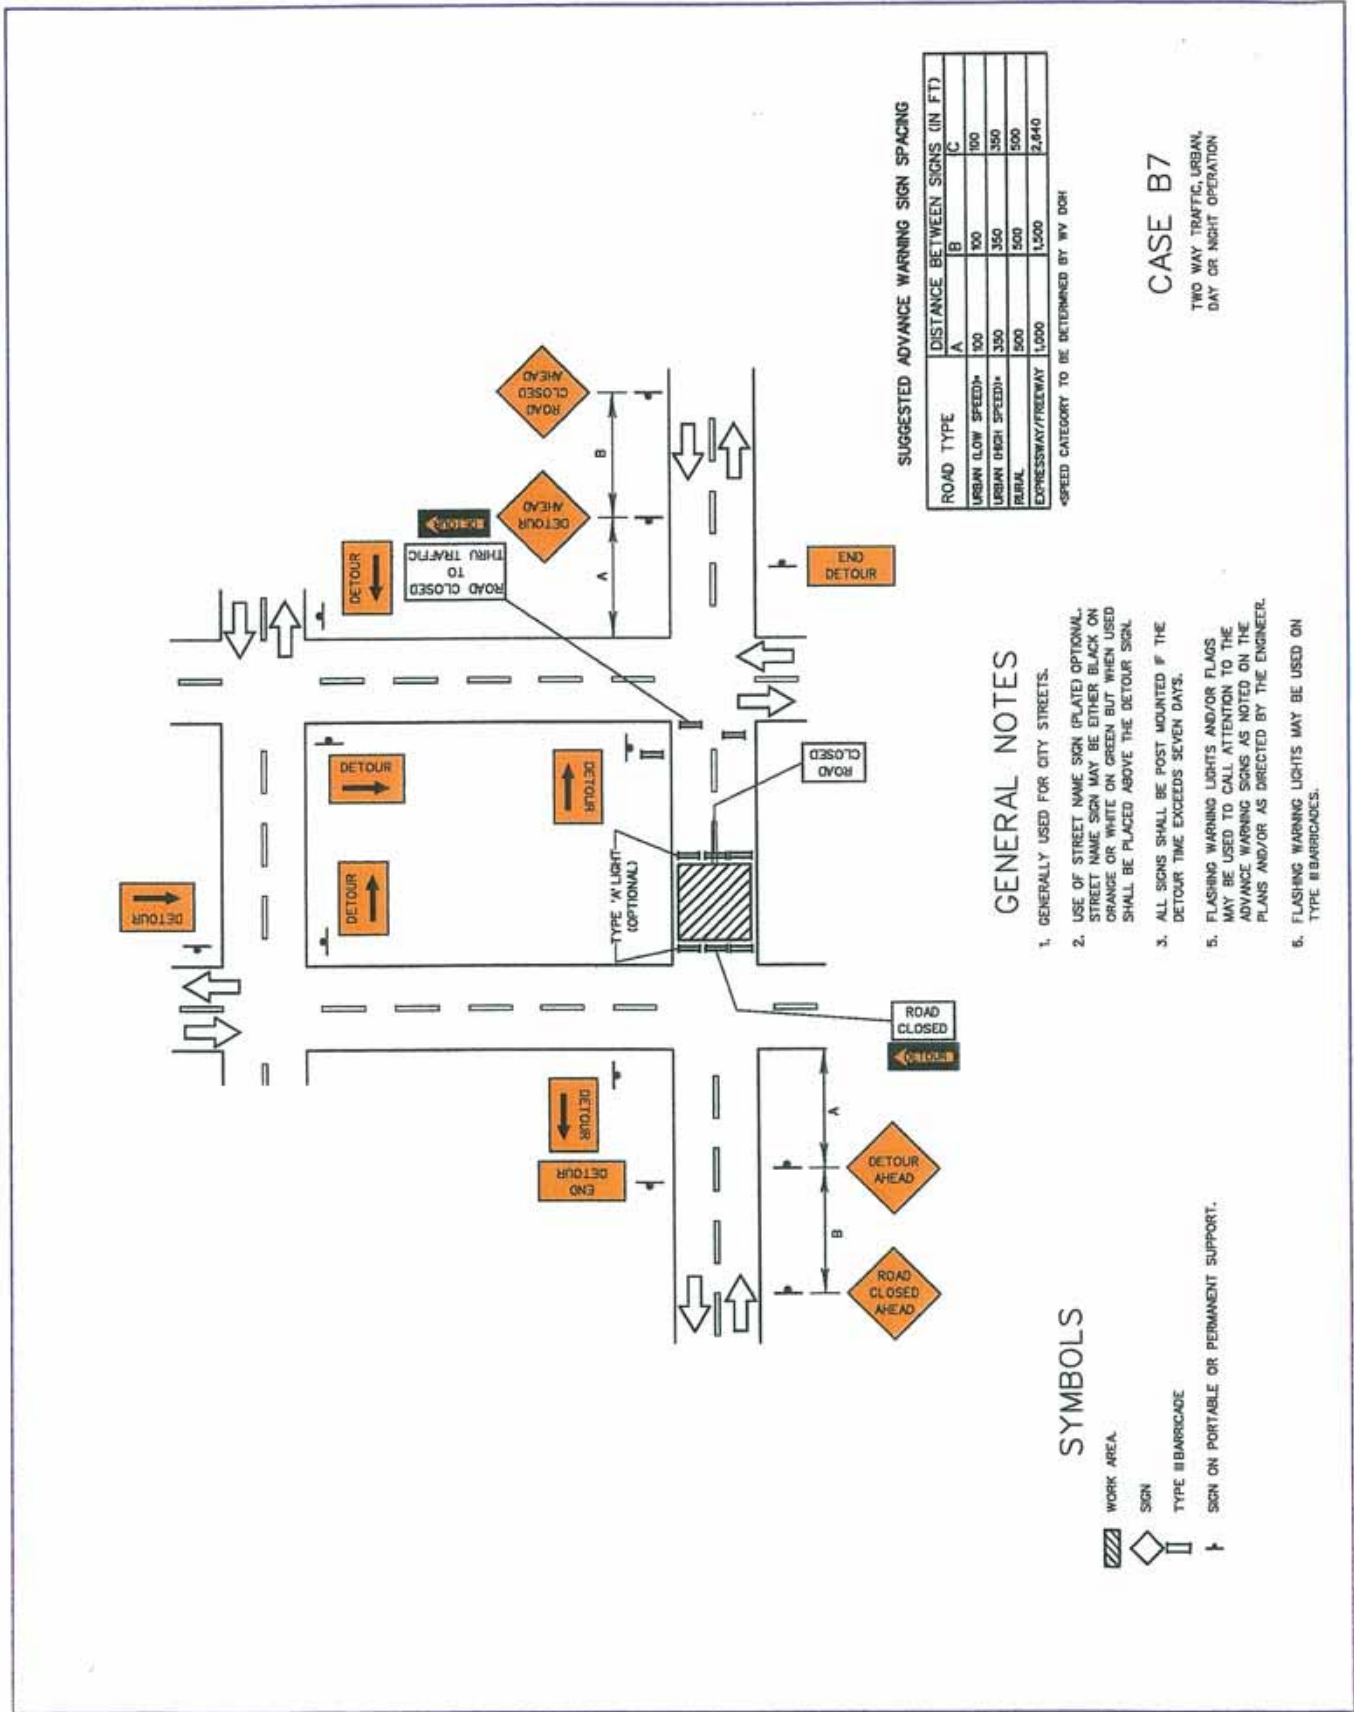 DETOUR
DETOUR
DETOUR
DETOUR
ROAD CLOSED
TO
THRU TRAFFIC
DETOUR
DETOUR
AHEAD
ROAD
CLOSED
AHEAD
B
A
DETOUR
TYPE 'A' LIGHT
(OPTIONAL)
DETOUR
END
DETOUR
ROAD
CLOSED
END
DETOUR
ROAD
CLOSED
DETOUR
A
B
DETOUR
AHEAD
ROAD
CLOSED
AHEAD
SUGGESTED ADVANCE WARNING SIGN SPACING
ROAD TYPE DISTANCE BETWEEN SIGNS (IN FT)
A B C
URBAN (LOW SPEED)* 100 100 100
URBAN (HIGH SPEED)* 350 350 350
RURAL 500 500 500
EXPRESSWAY/FREEWAY 1,000 1,500 2,640
*SPEED CATEGORY TO BE DETERMINED BY WV DOH
GENERAL NOTES
1. GENERALLY USED FOR CITY STREETS.
2. USE OF STREET NAME SIGN (PLATE) OPTIONAL.
STREET NAME SIGN MAY BE EITHER BLACK ON
ORANGE OR WHITE ON GREEN BUT WHEN USED
SHALL BE PLACED ABOVE THE DETOUR SIGN.
3. ALL SIGNS SHALL BE POST MOUNTED IF THE
DETOUR TIME EXCEEDS SEVEN DAYS.
5. FLASHING WARNING LIGHTS AND/OR FLAGS
MAY BE USED TO CALL ATTENTION TO THE
ADVANCE WARNING SIGNS AS NOTED ON THE
PLANS AND/OR AS DIRECTED BY THE ENGINEER.
6. FLASHING WARNING LIGHTS MAY BE USED ON
TYPE III BARRICADES.
SYMBOLS
WORK AREA
SIGN
TYPE III BARRICADE
SIGN ON PORTABLE OR PERMANENT SUPPORT.
CASE B7
TWO WAY TRAFFIC, URBAN,
DAY OR NIGHT OPERATION